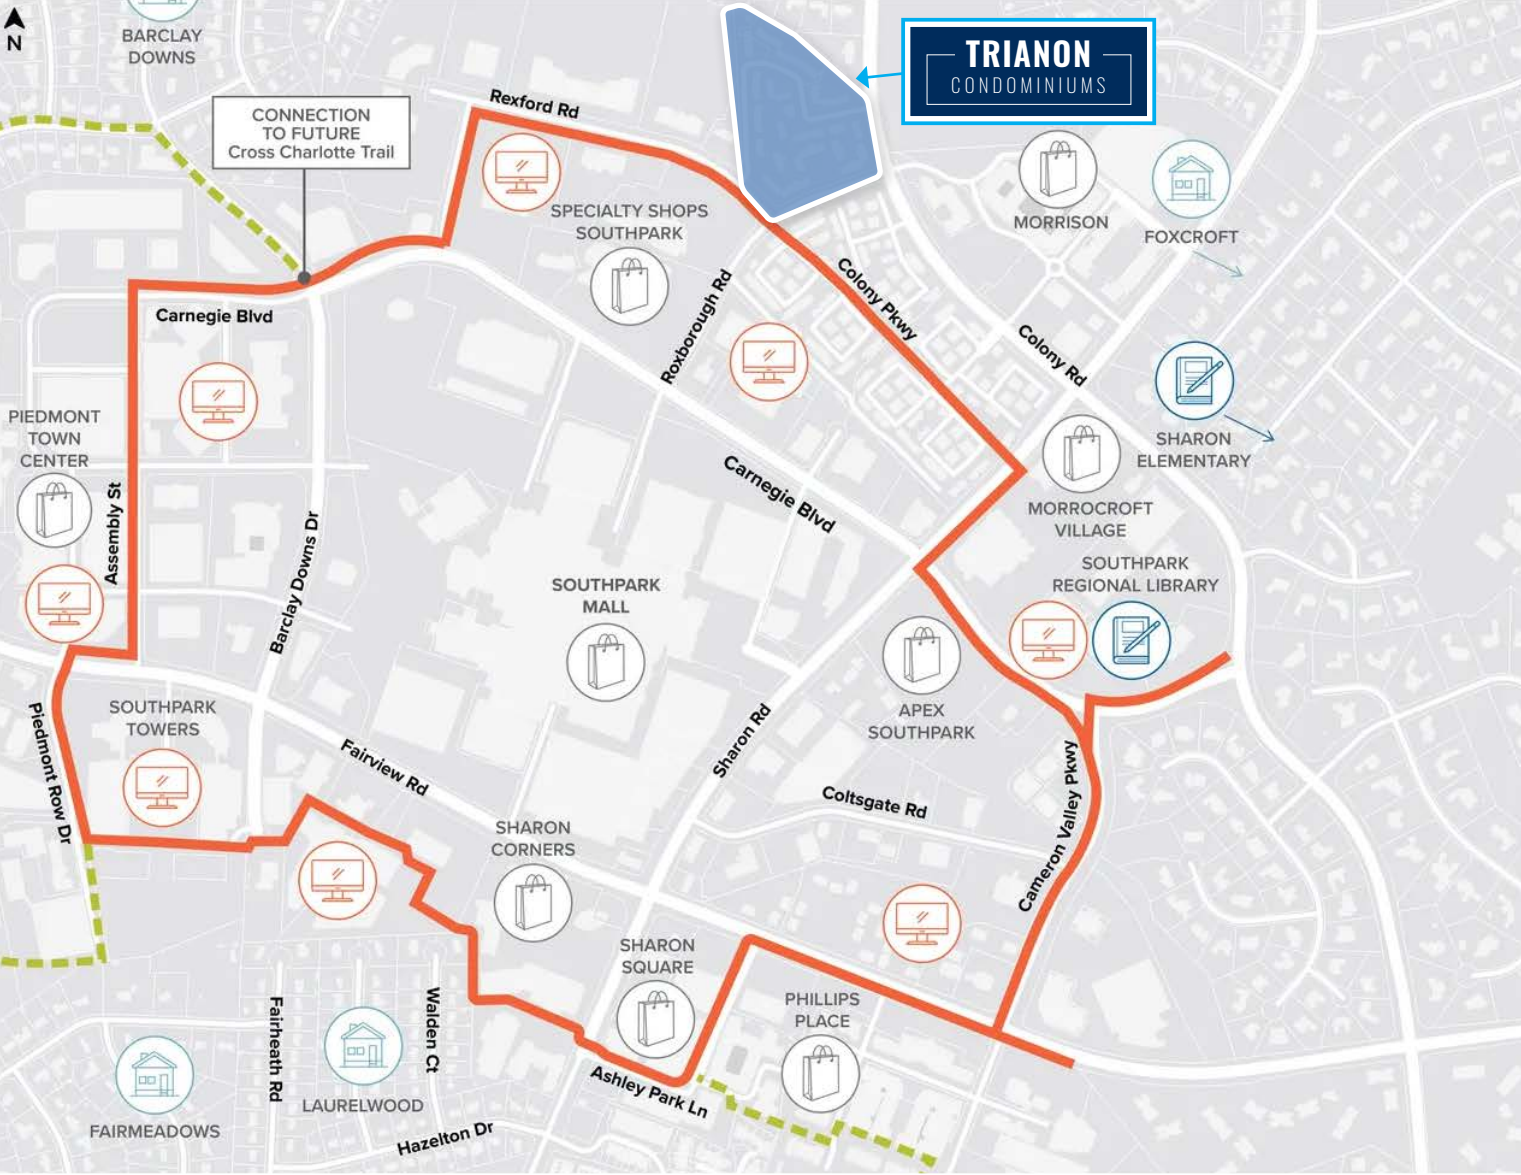 N
BARCLAY
DOWNS
TRIANON
CONDOMINIUMS
CONNECTION
TO FUTURE
Cross Charlotte Trail
Rexford Rd
SPECIALTY SHOPS
SOUTHPARK
MORRISON
FOXCROFT
Carnegie Blvd
Roxborough Rd
Colony Pkwy
Colony Rd
PIEDMONT
TOWN
CENTER
SHARON
ELEMENTARY
Assembly St
Barclay Downs Dr
Carnegie Blvd
MORROCROFT
VILLAGE
SOUTHPARK
REGIONAL LIBRARY
SOUTHPARK
MALL
APEX
SOUTHPARK
SOUTHPARK
TOWERS
Piedmont Row Dr
Fairview Rd
Sharon Rd
Coltsgate Rd
Cameron Valley Pkwy
SHARON
CORNERS
SHARON
SQUARE
PHILLIPS
PLACE
Fairheath Rd
Walden Ct
Ashley Park Ln
LAURELWOOD
FAIRMEADOWS
Hazelton Dr